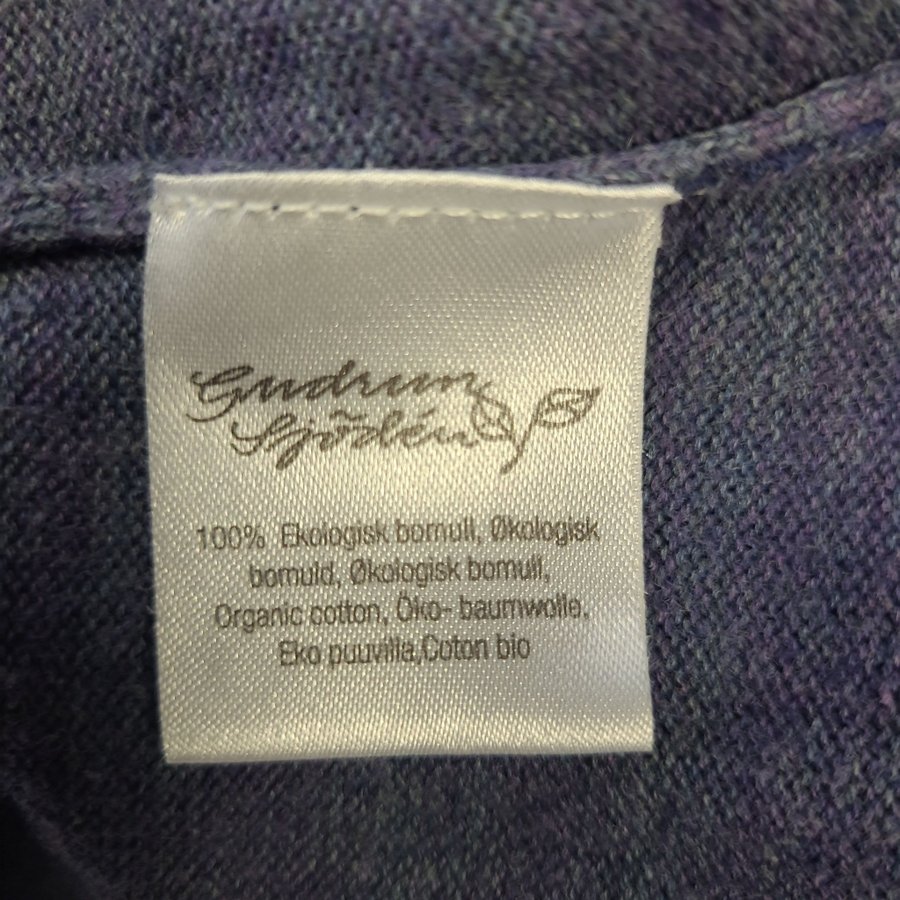 Gudrun
Sjödén
100% Ekologisk bomull, Økologisk
bomuld, Økologisk bomull,
Organic cotton, Öko- baumwolle,
Eko puuvilla,Coton bio